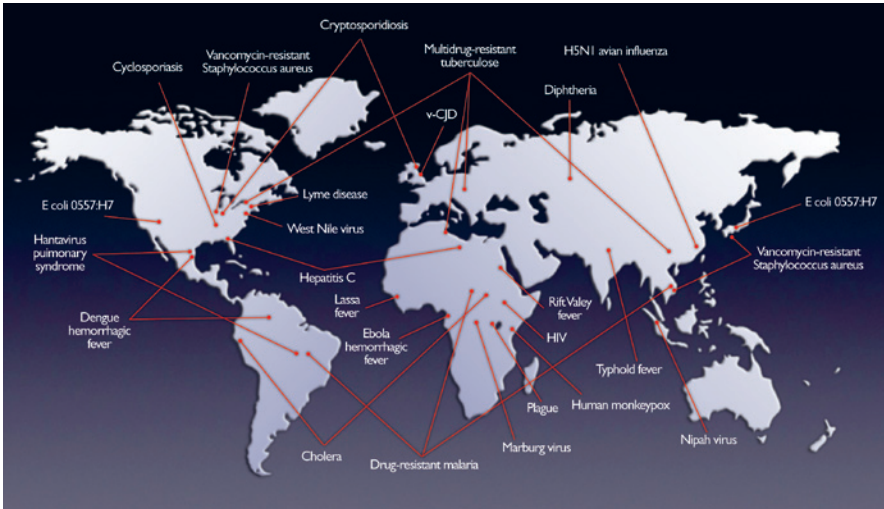 Cryptosporidiosis
Vancomycin-resistant
Staphylococcus aureus
Cyclosporiasis
Multidrug-resistant
tuberculose
H5N1 avian influenza
Diphtheria
v-CJD
Lyme disease
E coli 0557:H7
E coli 0557:H7
West Nile virus
Hantavirus
pulmonary
syndrome
Vancomycin-resistant
Staphylococcus aureus
Hepatitis C
Lassa
fever
Rift Valey
fever
Dengue
hemorrhagic
fever
Ebola
hemorrhagic
fever
HIV
Typhold fever
Plague
Human monkeypox
Marburg virus
Nipah virus
Cholera
Drug-resistant malaria